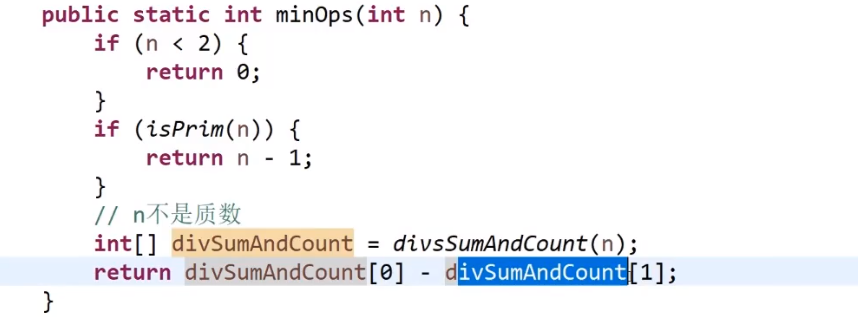 public static int minOps(int n) {
    if (n < 2) {
        return 0;
    }
    if (isPrim(n)) {
        return n - 1;
    }
    // n不是质数
    int[] divSumAndCount = divsSumAndCount(n);
    return divSumAndCount[0] - divSumAndCount[1];
}